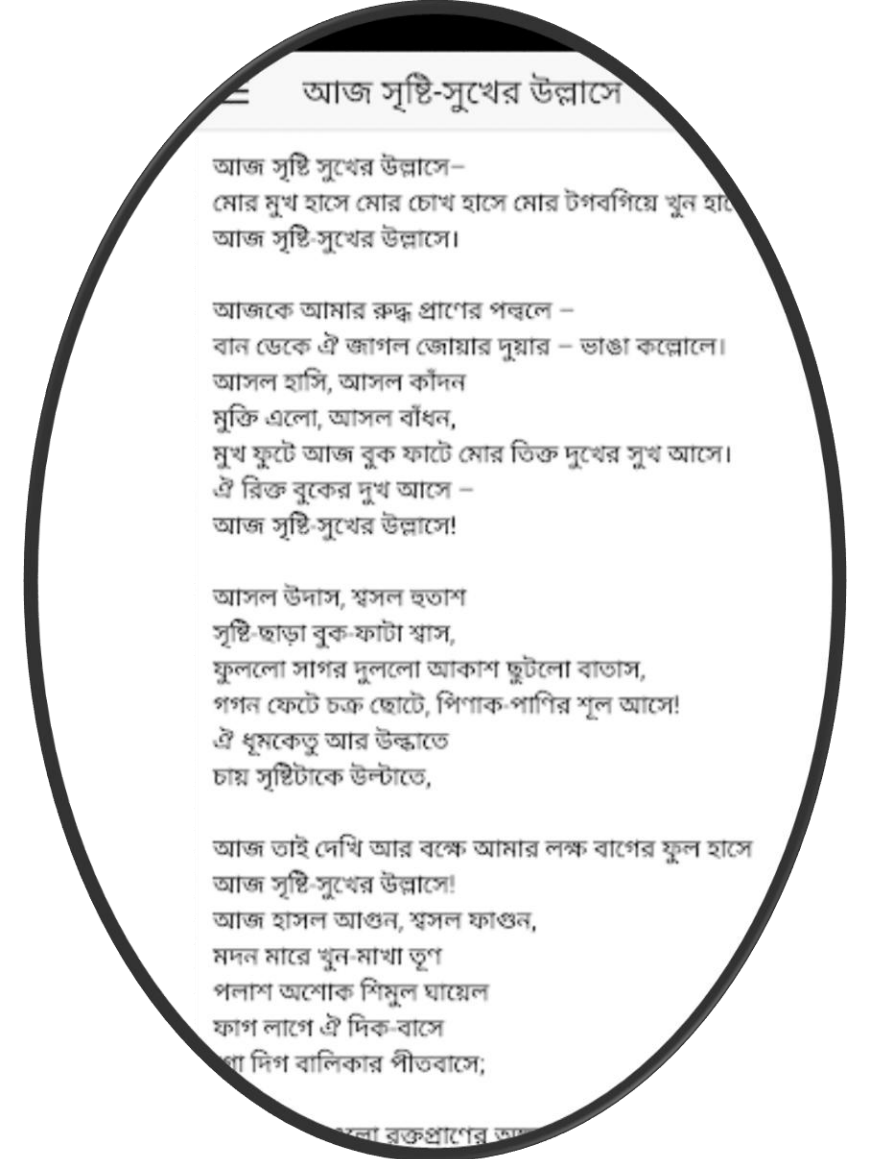 আজ সৃষ্টি-সুখের উল্লাসে
আজ সৃষ্টি সুখের উল্লাসে–
মোর মুখ হাসে মোর চোখ হাসে মোর টগবগিয়ে খুন
আজ সৃষ্টি-সুখের উল্লাসে।
আজকে আমার রুদ্ধ প্রাণের পল্বলে –
বান ডেকে ঐ জাগল জোয়ার দুয়ার – ভাঙা কল্লোলে।
আসল হাসি, আসল কাঁদন
মুক্তি এলো, আসল বাঁধন,
মুখ ফুটে আজ বুক ফাটে মোর তিক্ত দুখের সুখ আসে।
ঐ রিক্ত বুকের দুখ আসে –
আজ সৃষ্টি-সুখের উল্লাসে!
আসল উদাস, শ্বসল হুতাশ
সৃষ্টি-ছাড়া বুক-ফাটা শ্বাস,
ফুললো সাগর দুললো আকাশ ছুটলো বাতাস,
গগন ফেটে চক্র ছোটে, পিণাক-পাণির শূল আসে!
ঐ ধূমকেতু আর উল্কাতে
চায় সৃষ্টিটাকে উল্টাতে,
আজ তাই দেখি আর বক্ষে আমার লক্ষ বাগের ফুল হাসে
আজ সৃষ্টি-সুখের উল্লাসে!
আজ হাসল আগুন, শ্বসল ফাগুন,
মদন মারে খুন-মাখা তূণ
পলাশ অশোক শিমুল ঘায়েল
ফাগ লাগে ঐ দিক-বাসে
দিগ বালিকার পীতবাসে;
রক্তপ্রাণের